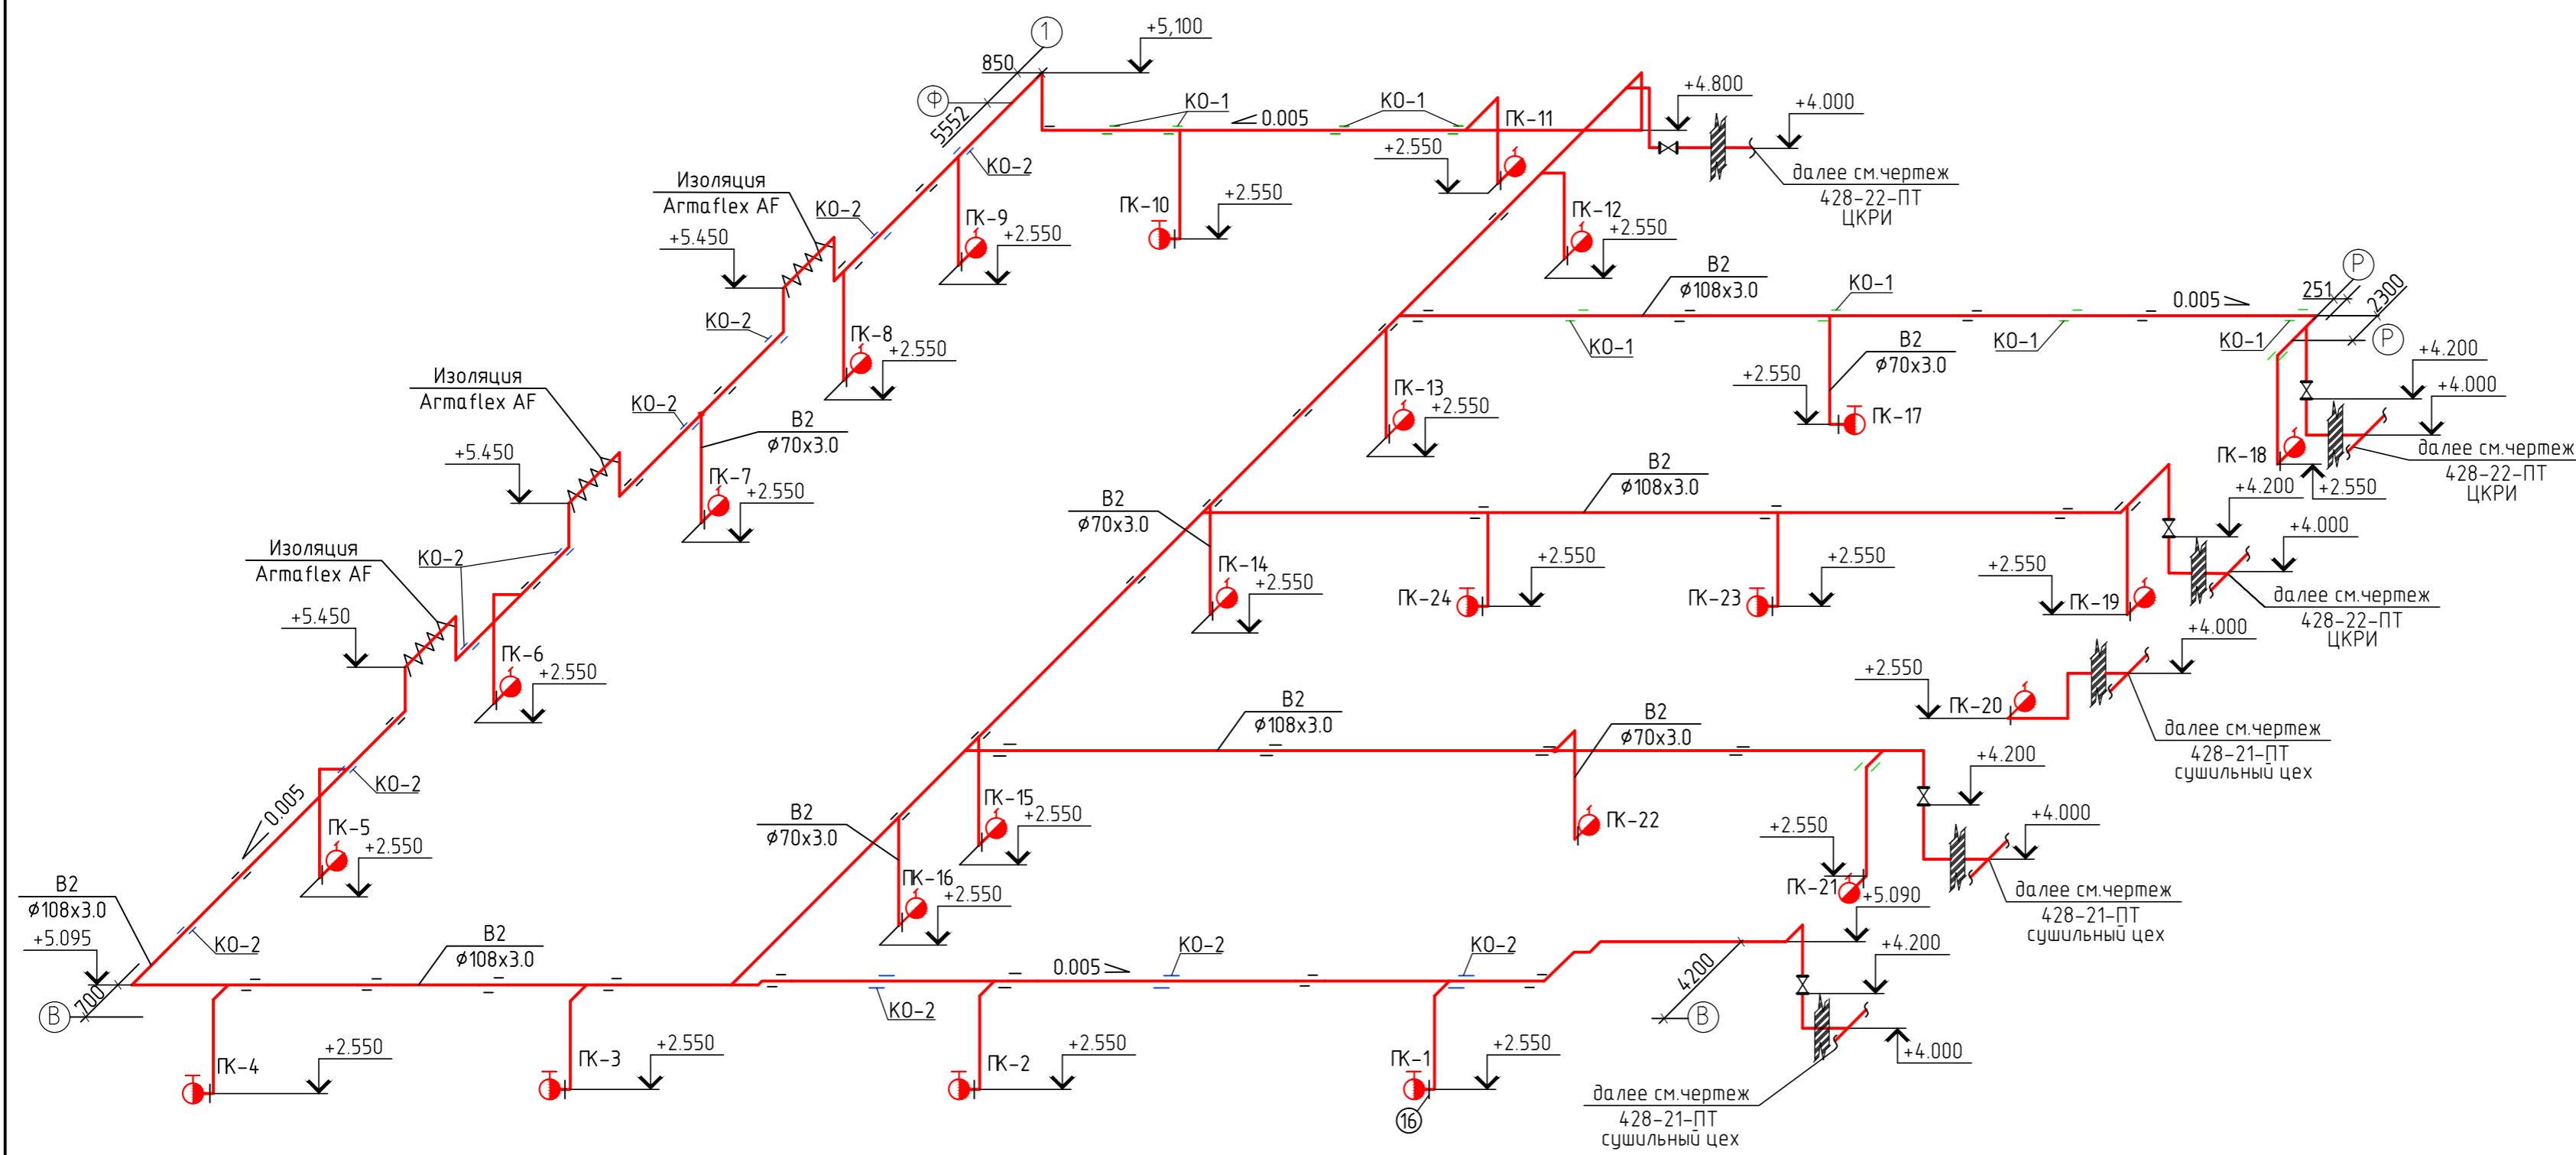 1
+5,100
850
Ф
5552
КО-1
0.005
КО-1
ПК-11
+4.800
+4.000
+2.550
далее см.чертеж
428-22-ПТ
ЦКРИ
КО-2
Изоляция
Armaflex AF
КО-2
ПК-9
+2.550
ПК-10
+2.550
ПК-12
+2.550
+5.450
КО-2
ПК-8
+2.550
В2
ϕ108х3.0
КО-1
КО-1
0.005
251
Р
2300
КО-1
КО-1
Р
В2
ϕ70х3.0
+2.550
ПК-17
+4.200
+4.000
ПК-18
+2.550
далее см.чертеж
428-22-ПТ
ЦКРИ
Изоляция
Armaflex AF
КО-2
В2
ϕ70х3.0
+5.450
ПК-7
+2.550
ПК-13
+2.550
В2
ϕ70х3.0
В2
ϕ108х3.0
+4.200
+4.000
Изоляция
Armaflex AF
КО-2
ПК-14
+2.550
ПК-24
+2.550
ПК-23
+2.550
+2.550
ПК-19
далее см.чертеж
428-22-ПТ
ЦКРИ
+5.450
ПК-6
+2.550
+4.000
+2.550
ПК-20
далее см.чертеж
428-21-ПТ
сушильный цех
В2
ϕ108х3.0
В2
ϕ70х3.0
КО-2
0.005
ПК-5
+2.550
В2
ϕ70х3.0
ПК-15
+2.550
ПК-22
+4.200
+2.550
+4.000
ПК-21
далее см.чертеж
428-21-ПТ
сушильный цех
ПК-16
+2.550
+5.090
В2
ϕ108х3.0
+5.095
КО-2
В2
ϕ108х3.0
КО-2
0.005
КО-2
КО-2
+4.200
4200
В
700
В
ПК-4
+2.550
ПК-3
+2.550
ПК-2
+2.550
ПК-1
+2.550
16
+4.000
далее см.чертеж
428-21-ПТ
сушильный цех